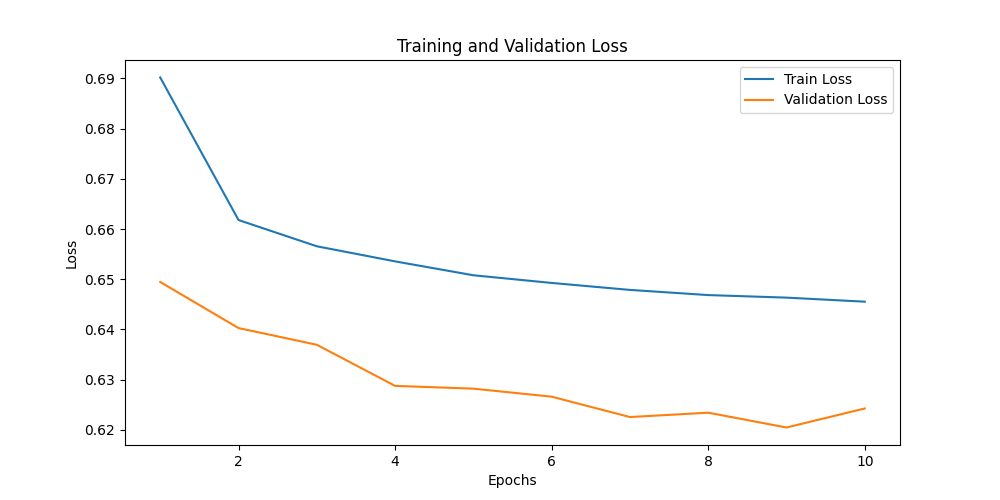 Training and Validation Loss
Train Loss
Validation Loss
0.69
0.68
0.67
0.66
0.65
0.64
0.63
0.62
Loss
2 4 6 8 10
Epochs